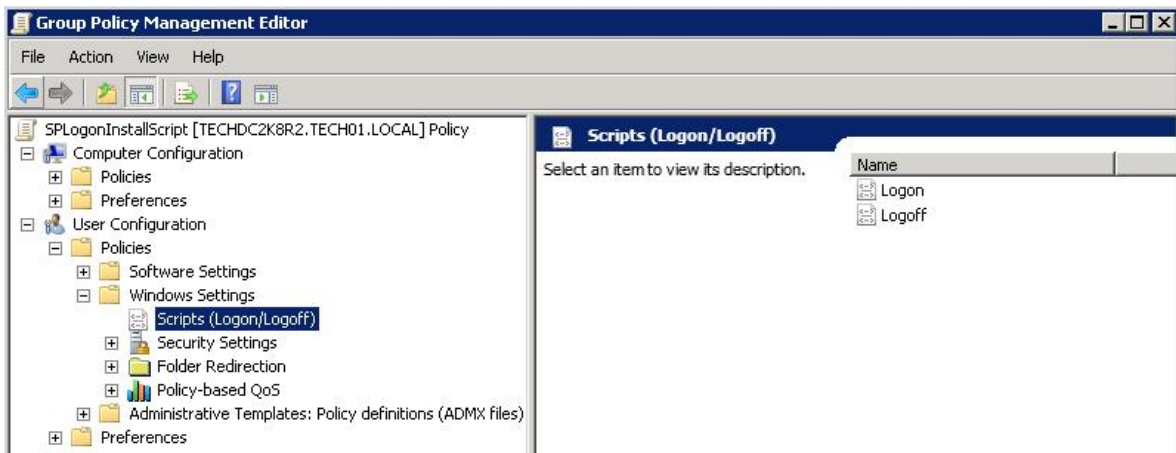 Group Policy Management Editor
File Action View Help
SPLogonInstallScript [TECHDC2K8R2.TECH01.LOCAL] Policy
Computer Configuration
Policies
Preferences
User Configuration
Policies
Software Settings
Windows Settings
Scripts (Logon/Logoff)
Security Settings
Folder Redirection
Policy-based QoS
Administrative Templates: Policy definitions (ADMX files)
Preferences
Scripts (Logon/Logoff)
Select an item to view its description.
Name
Logon
Logoff